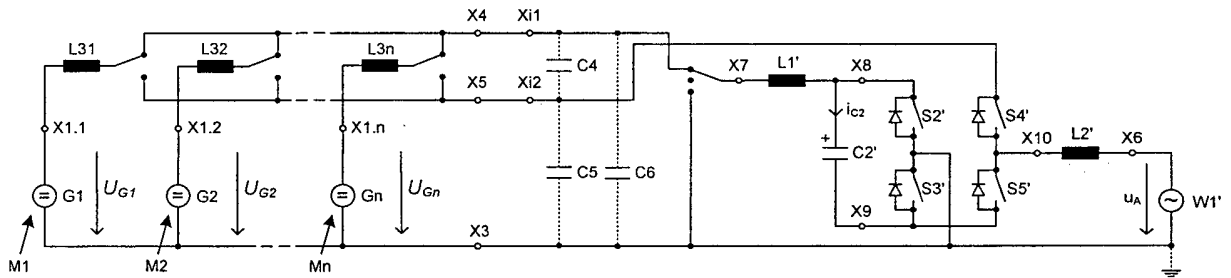 X4 Xi1
L31 L32 L3n
C4
X7 L1' X8
X5 Xi2
S2' S4'
iC2
X1.1 X1.2 X1.n
+ C2'
X10 L2' X6
UG1 UG2 UGn
C5 C6
G1 = G2 = Gn =
S3' S5'
uA
W1'
~
X9
X3
M1 M2 Mn